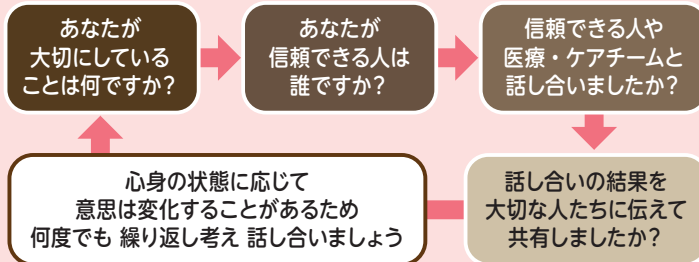 あなたが
大切にしている
ことは何ですか?
あなたが
信頼できる人は
誰ですか?
信頼できる人や
医療・ケアチームと
話し合いましたか?
話し合いの結果を
大切な人たちに伝えて
共有しましたか?
心身の状態に応じて
意思は変化することがあるため
何度でも 繰り返し考え 話し合いましょう